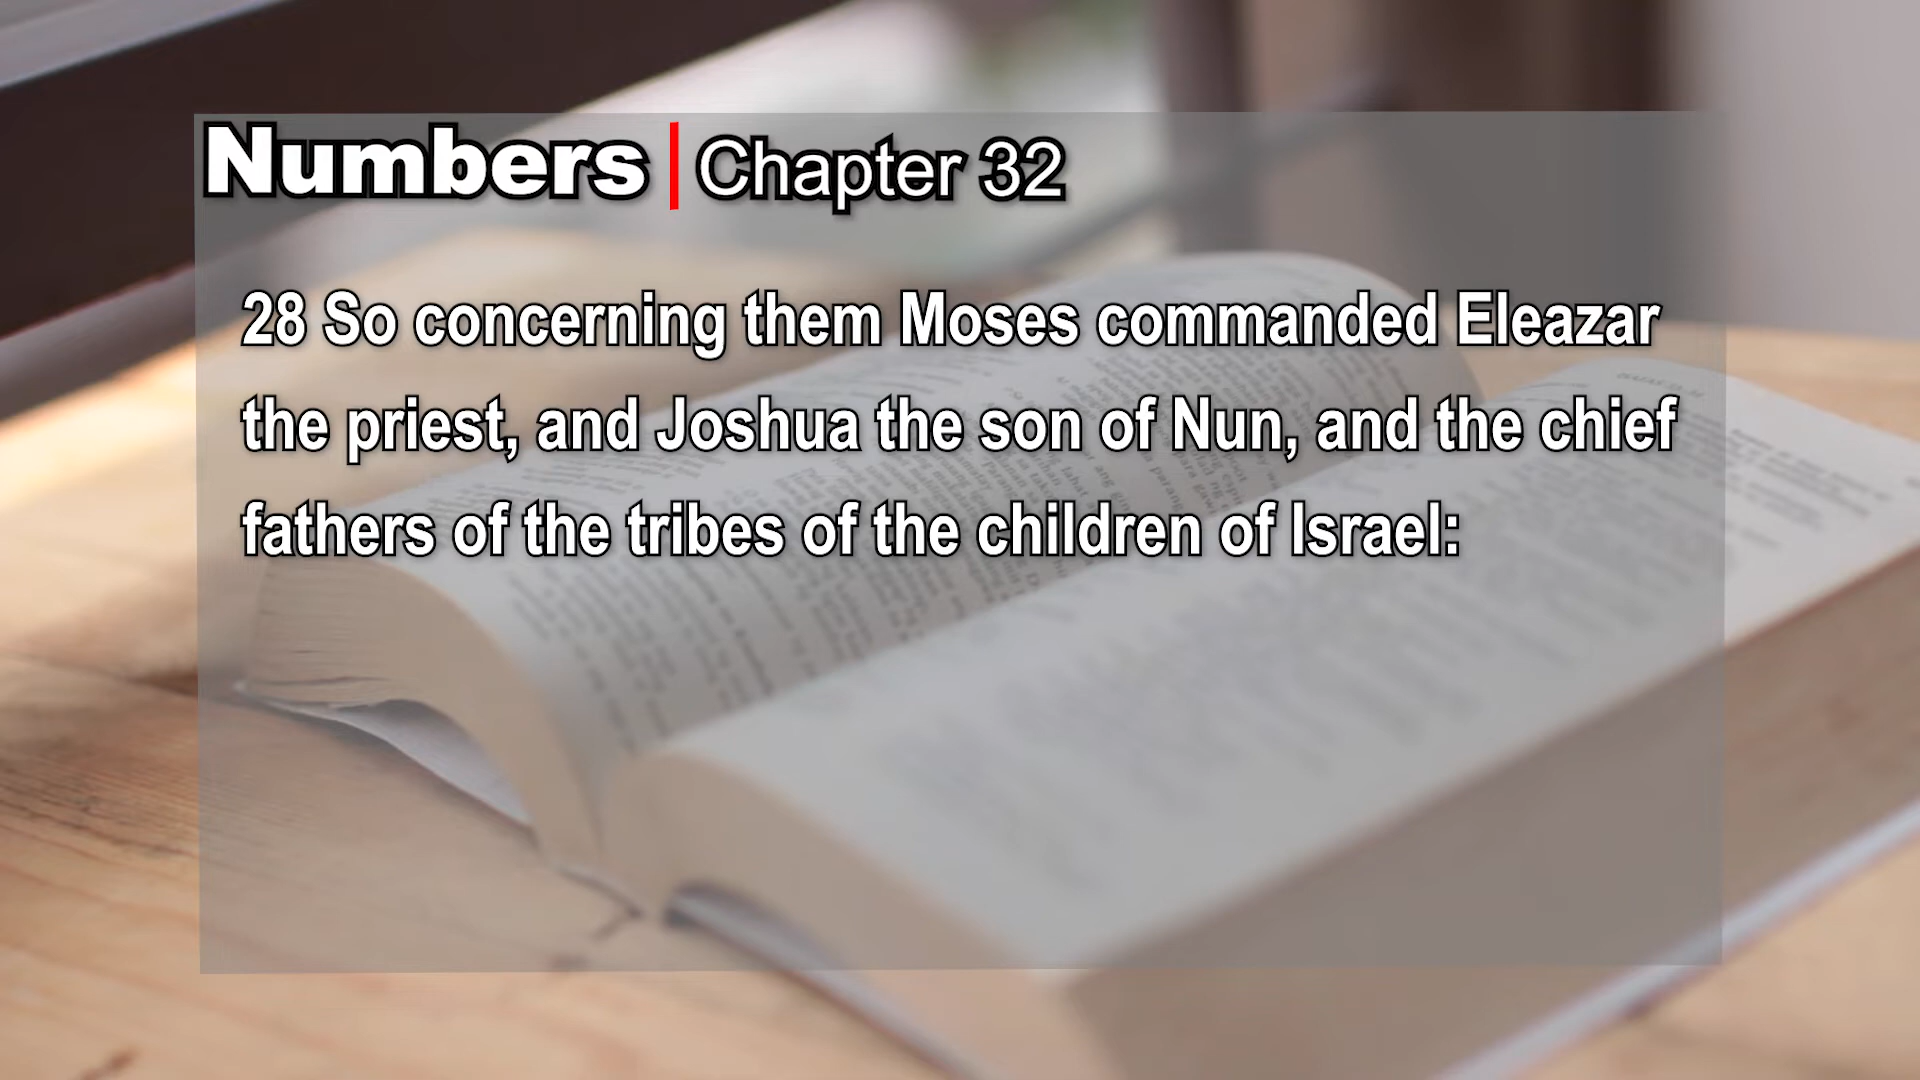 Numbers | Chapter 32
28 So concerning them Moses commanded Eleazar
the priest, and Joshua the son of Nun, and the chief
fathers of the tribes of the children of Israel: